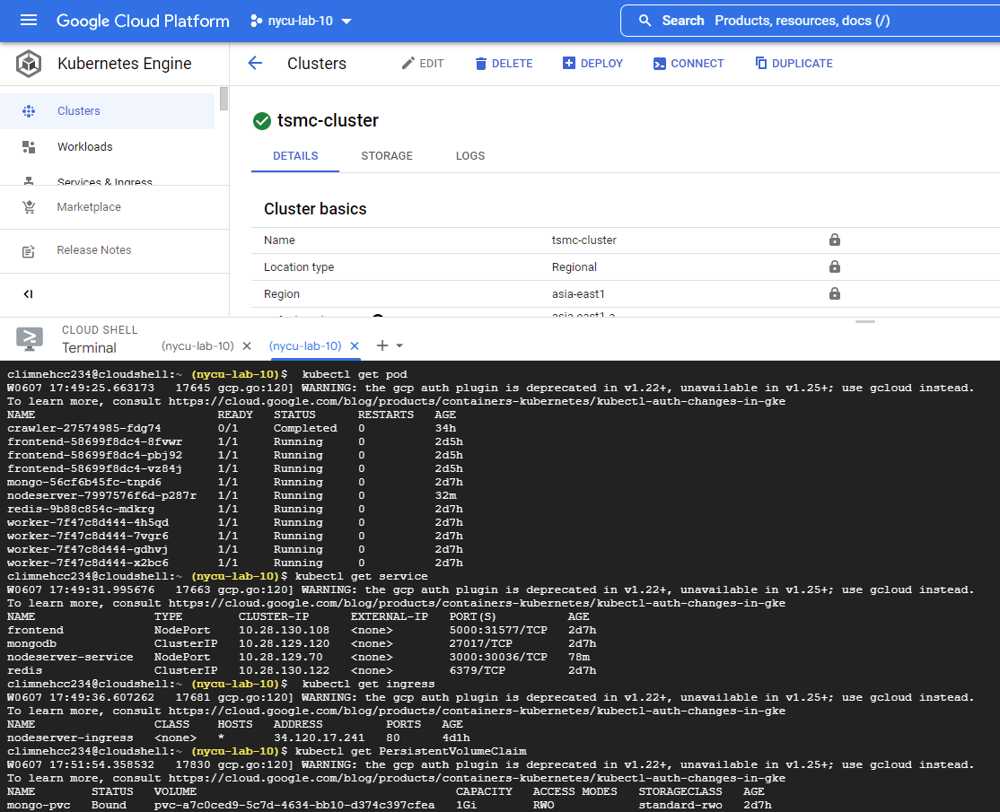 Google Cloud Platform nycu-lab-10 Search Products, resources, docs (/)
Kubernetes Engine Clusters EDIT DELETE DEPLOY CONNECT DUPLICATE
Clusters
Workloads
Services & Ingress
Marketplace
Release Notes
tsmc-cluster
DETAILS STORAGE LOGS
Cluster basics
Name tsmc-cluster
Location type Regional
Region asia-east1
asia-east1-a
CLOUD SHELL
Terminal (nycu-lab-10) (nycu-lab-10)
climnehcc234@cloudshell:~ (nycu-lab-10)$  kubectl get pod
W0607 17:49:25.663173   17645 gcp.go:120] WARNING: the gcp auth plugin is deprecated in v1.22+, unavailable in v1.25+; use gcloud instead.
To learn more, consult https://cloud.google.com/blog/products/containers-kubernetes/kubectl-auth-changes-in-gke
NAME                          READY   STATUS      RESTARTS   AGE
crawler-27574985-fdg74        0/1     Completed   0          34h
frontend-58699f8dc4-8fvwr     1/1     Running     0          2d5h
frontend-58699f8dc4-pbj92     1/1     Running     0          2d5h
frontend-58699f8dc4-vz84j     1/1     Running     0          2d5h
mongo-56cf6b45fc-tnpd6        1/1     Running     0          2d7h
nodeserver-7997576f6d-p287r   1/1     Running     0          32m
redis-9b88c854c-mdkrg         1/1     Running     0          2d7h
worker-7f47c8d444-4h5qd       1/1     Running     0          2d7h
worker-7f47c8d444-7vgr6       1/1     Running     0          2d7h
worker-7f47c8d444-gdhvj       1/1     Running     0          2d7h
worker-7f47c8d444-x2bc6       1/1     Running     0          2d7h
climnehcc234@cloudshell:~ (nycu-lab-10)$ kubectl get service
W0607 17:49:31.995676   17663 gcp.go:120] WARNING: the gcp auth plugin is deprecated in v1.22+, unavailable in v1.25+; use gcloud instead.
To learn more, consult https://cloud.google.com/blog/products/containers-kubernetes/kubectl-auth-changes-in-gke
NAME                 TYPE        CLUSTER-IP      EXTERNAL-IP   PORT(S)          AGE
frontend             NodePort    10.28.130.108   <none>        5000:31577/TCP   2d7h
mongodb              ClusterIP   10.28.129.120   <none>        27017/TCP        2d7h
nodeserver-service   NodePort    10.28.129.70    <none>        3000:30036/TCP   78m
redis                ClusterIP   10.28.130.122   <none>        6379/TCP         2d7h
climnehcc234@cloudshell:~ (nycu-lab-10)$  kubectl get ingress
W0607 17:49:36.607262   17681 gcp.go:120] WARNING: the gcp auth plugin is deprecated in v1.22+, unavailable in v1.25+; use gcloud instead.
To learn more, consult https://cloud.google.com/blog/products/containers-kubernetes/kubectl-auth-changes-in-gke
NAME                 CLASS    HOSTS   ADDRESS         PORTS   AGE
nodeserver-ingress   <none>   *       34.120.17.241   80      4d1h
climnehcc234@cloudshell:~ (nycu-lab-10)$ kubectl get PersistentVolumeClaim
W0607 17:51:54.358532   17830 gcp.go:120] WARNING: the gcp auth plugin is deprecated in v1.22+, unavailable in v1.25+; use gcloud instead.
To learn more, consult https://cloud.google.com/blog/products/containers-kubernetes/kubectl-auth-changes-in-gke
NAME        STATUS   VOLUME                                     CAPACITY   ACCESS MODES   STORAGECLASS   AGE
mongo-pvc   Bound    pvc-a7c0ced9-5c7d-4634-bb10-d374c397cfea   1Gi        RWO            standard-rwo   2d7h